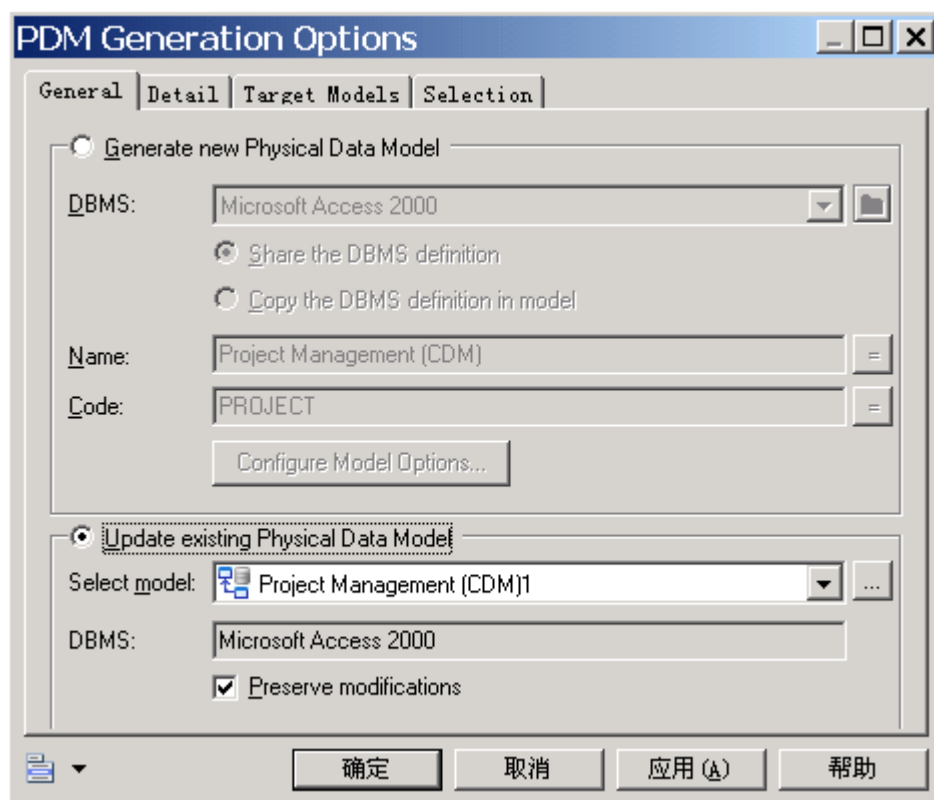 PDM Generation Options
General Detail Target Models Selection
Generate new Physical Data Model
DBMS: Microsoft Access 2000
Share the DBMS definition
Copy the DBMS definition in model
Name: Project Management (CDM) =
Code: PROJECT =
Configure Model Options...
Update existing Physical Data Model
Select model: Project Management (CDM)1 ...
DBMS: Microsoft Access 2000
Preserve modifications
确定 取消 应用(A) 帮助